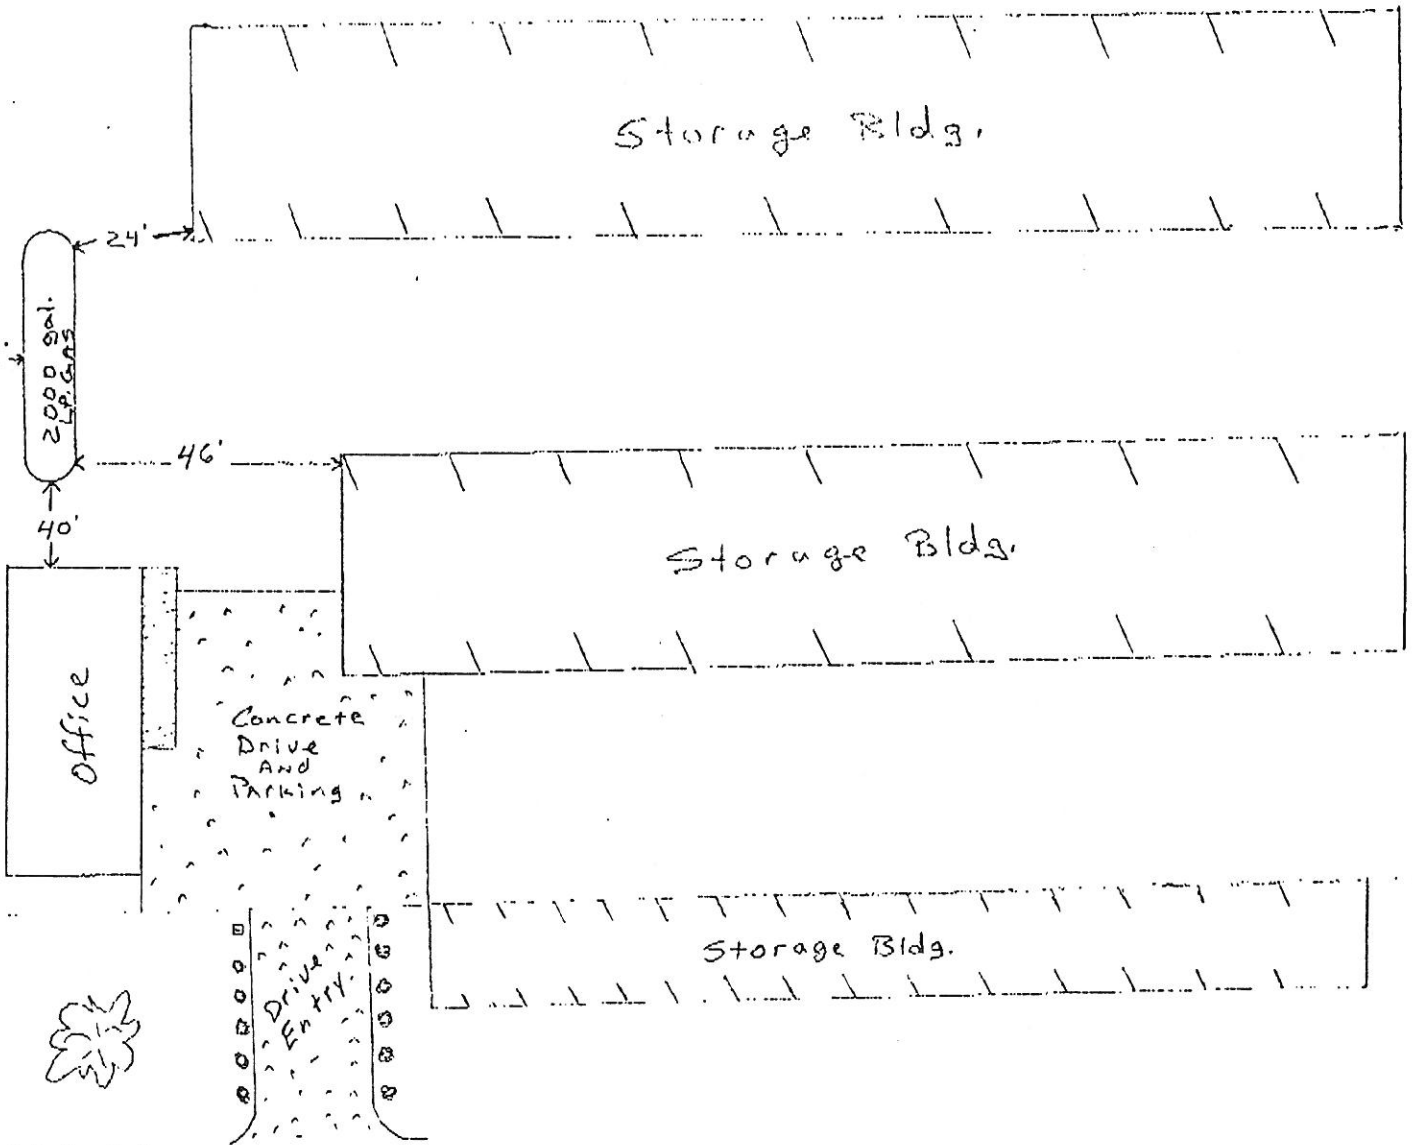 Storage Bldg.
24'
2000 gal.
L.P. GAS
46'
40'
Storage Bldg.
Office
Concrete
Drive
AND
Parking
Storage Bldg.
Drive
Entry